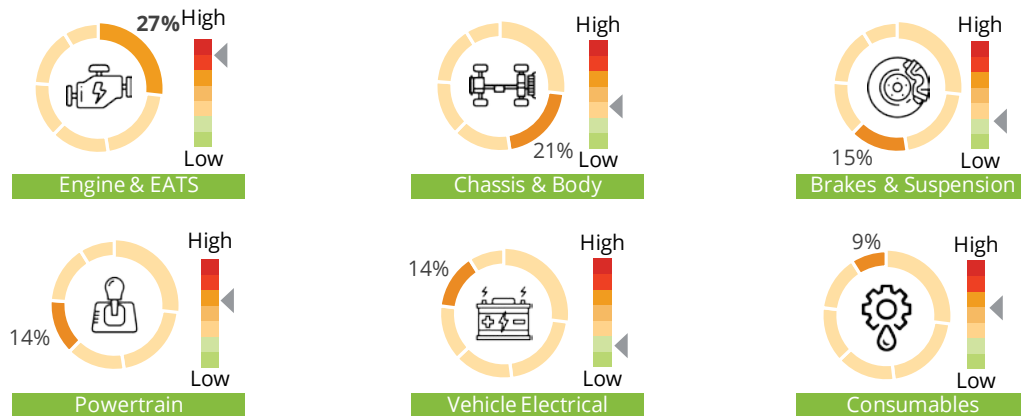 27%
High
Low
Engine & EATS
High
21%
Low
Chassis & Body
High
15%
Low
Brakes & Suspension
High
14%
Low
Powertrain
High
14%
Low
Vehicle Electrical
9%
High
Low
Consumables